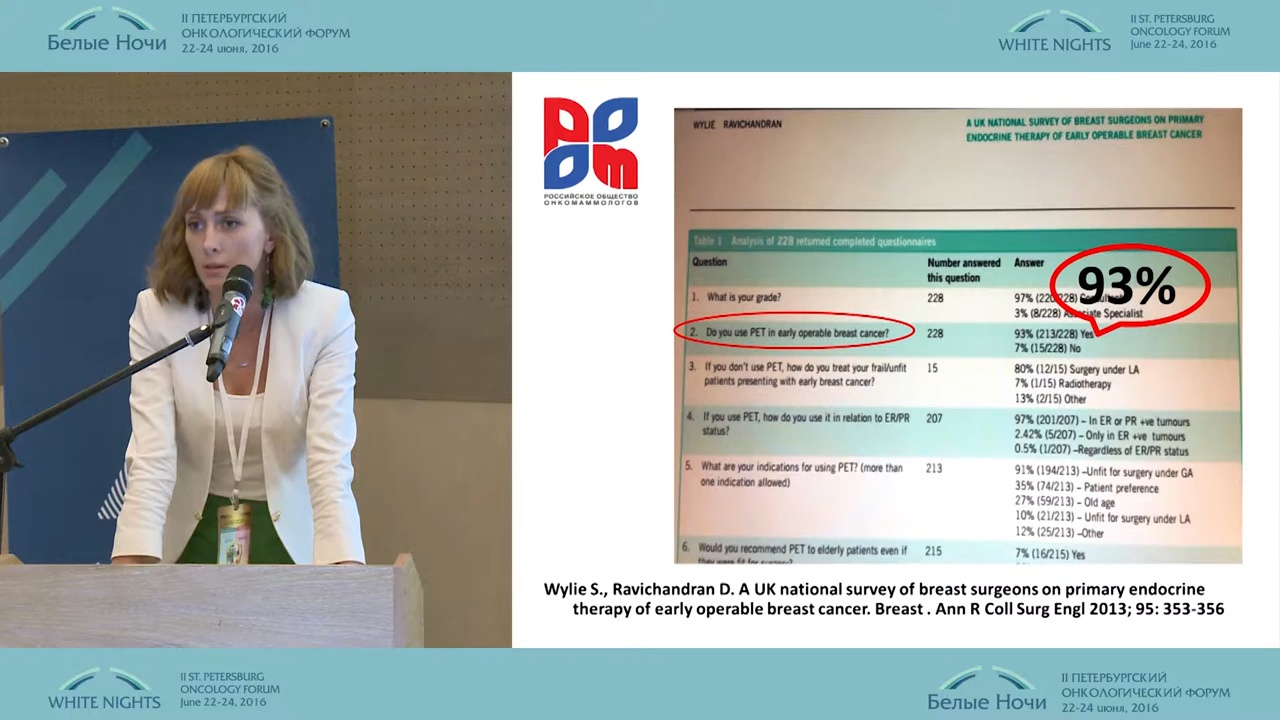 Белые Ночи
II ПЕТЕРБУРГСКИЙ
ОНКОЛОГИЧЕСКИЙ ФОРУМ
22-24 июня, 2016
WHITE NIGHTS
II ST. PETERSBURG
ONCOLOGY FORUM
June 22-24, 2016
РОССИЙСКОЕ ОБЩЕСТВО
ОНКОМАММОЛОГОВ
WYLIE RAVICHANDRAN
A UK NATIONAL SURVEY OF BREAST SURGEONS ON PRIMARY
ENDOCRINE THERAPY OF EARLY OPERABLE BREAST CANCER
Table 1 Analysis of 228 returned completed questionnaires
Question
Number answered
this question
Answer
93%
1. What is your grade?
228
97% (220/228)
3% (8/228) Associate Specialist
2. Do you use PET in early operable breast cancer?
228
93% (213/228) Yes
7% (15/228) No
3. If you don't use PET, how do you treat your frail/unfit
patients presenting with early breast cancer?
15
80% (12/15) Surgery under LA
7% (1/15) Radiotherapy
13% (2/15) Other
4. If you use PET, how do you use it in relation to ER/PR
status?
207
97% (201/207) – In ER or PR +ve tumours
2.42% (5/207) – Only in ER +ve tumours
0.5% (1/207) –Regardless of ER/PR status
5. What are your indications for using PET? (more than
one indication allowed)
213
91% (194/213) –Unfit for surgery under GA
35% (74/213) – Patient preference
27% (59/213) – Old age
10% (21/213) – Unfit for surgery under LA
12% (25/213) –Other
6. Would you recommend PET to elderly patients even if
they were fit for surgery?
215
7% (16/215) Yes
Wylie S., Ravichandran D. A UK national survey of breast surgeons on primary endocrine
therapy of early operable breast cancer. Breast . Ann R Coll Surg Engl 2013; 95: 353-356
WHITE NIGHTS
II ST. PETERSBURG
ONCOLOGY FORUM
June 22-24, 2016
Белые Ночи
II ПЕТЕРБУРГСКИЙ
ОНКОЛОГИЧЕСКИЙ ФОРУМ
22-24 июня, 2016